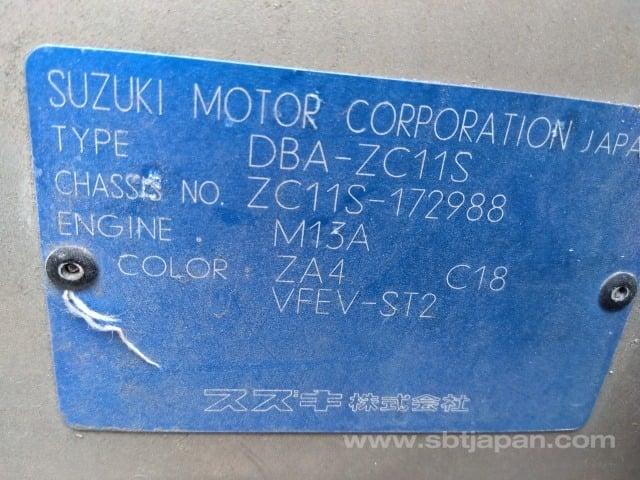 SUZUKI MOTOR CORPORATION JAPA
TYPE DBA-ZC11S
CHASSIS NO. ZC11S-172988
ENGINE M13A
COLOR ZA4 C18
VFEV-ST2
スズキ株式会社
www.sbtjapan.com